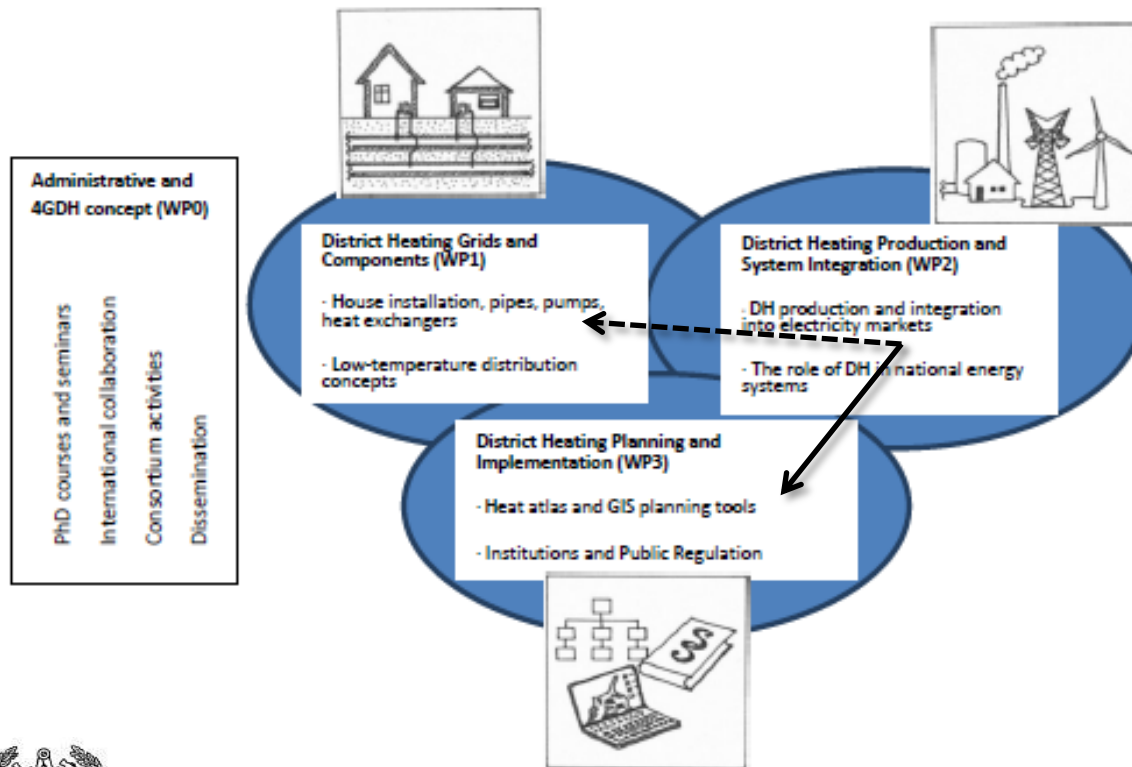 Administrative and
4GDH concept (WP0)
PhD courses and seminars
International collaboration
Consortium activities
Dissemination
District Heating Grids and
Components (WP1)
- House installation, pipes, pumps,
heat exchangers
- Low-temperature distribution
concepts
District Heating Production and
System Integration (WP2)
- DH production and integration
into electricity markets
- The role of DH in national energy
systems
District Heating Planning and
Implementation (WP3)
- Heat atlas and GIS planning tools
- Institutions and Public Regulation